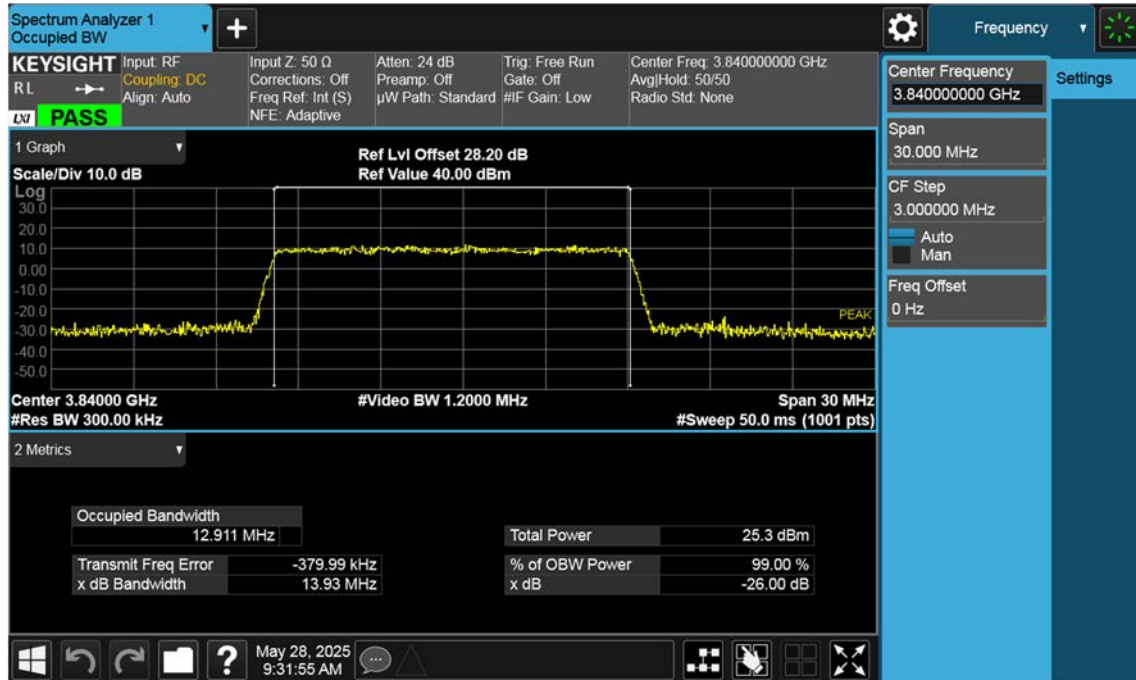 Spectrum Analyzer 1
Occupied BW
Frequency
KEYSIGHT
R L
LXI
PASS
Input: RF
Coupling: DC
Align: Auto
Input Z: 50 Ω
Corrections: Off
Freq Ref: Int (S)
NFE: Adaptive
Atten: 24 dB
Preamp: Off
µW Path: Standard
Trig: Free Run
Gate: Off
#IF Gain: Low
Center Freq: 3.840000000 GHz
Avg|Hold: 50/50
Radio Std: None
Center Frequency
3.840000000 GHz
Settings
Span
30.000 MHz
CF Step
3.000000 MHz
Auto
Man
Freq Offset
0 Hz
1 Graph
Scale/Div 10.0 dB
Ref Lvl Offset 28.20 dB
Ref Value 40.00 dBm
Log
30.0
20.0
10.0
0.00
-10.0
-20.0
-30.0
-40.0
-50.0
PEAK
Center 3.84000 GHz
#Video BW 1.2000 MHz
Span 30 MHz
#Res BW 300.00 kHz
#Sweep 50.0 ms (1001 pts)
2 Metrics
Occupied Bandwidth
12.911 MHz
Total Power 25.3 dBm
Transmit Freq Error -379.99 kHz
% of OBW Power 99.00 %
x dB Bandwidth 13.93 MHz
x dB -26.00 dB
?
May 28, 2025
9:31:55 AM